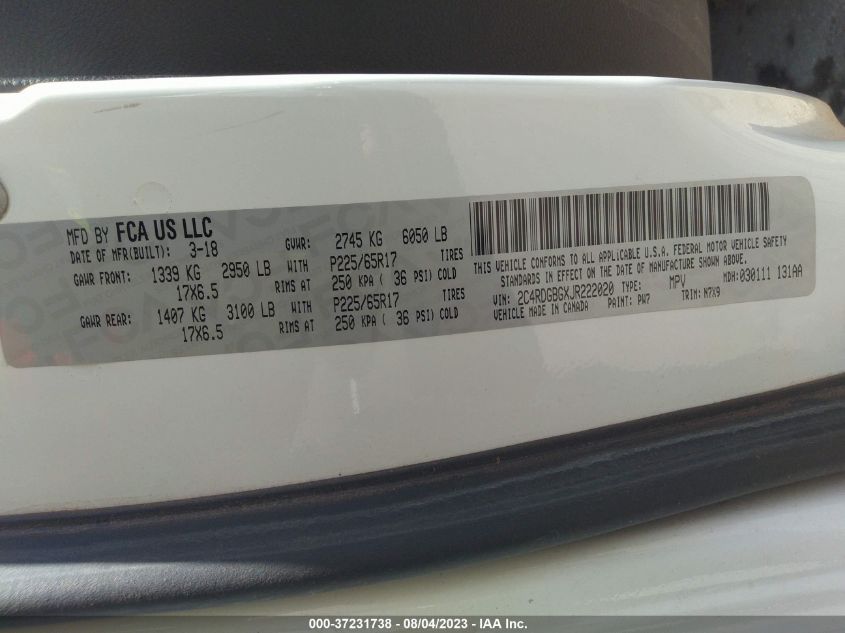 MFD BY FCA US LLC
DATE OF MFR(BUILT): 3-18 GVWR: 2745 KG 6050 LB
GAWR FRONT: 1339 KG 2950 LB WITH P225/65R17 TIRES
17X6.5 RIMS AT 250 KPA ( 36 PSI) COLD
GAWR REAR: 1407 KG 3100 LB WITH P225/65R17 TIRES
17X6.5 RIMS AT 250 KPA ( 36 PSI) COLD
THIS VEHICLE CONFORMS TO ALL APPLICABLE U.S.A. FEDERAL MOTOR VEHICLE SAFETY
STANDARDS IN EFFECT ON THE DATE OF MANUFACTURE SHOWN ABOVE.
VIN: 2C4RDGBGXJR222020 TYPE: MPV MDH:030111 131AA
VEHICLE MADE IN CANADA PAINT: PW7 TRIM: N7X9
000-37231738 - 08/04/2023 - IAA Inc.